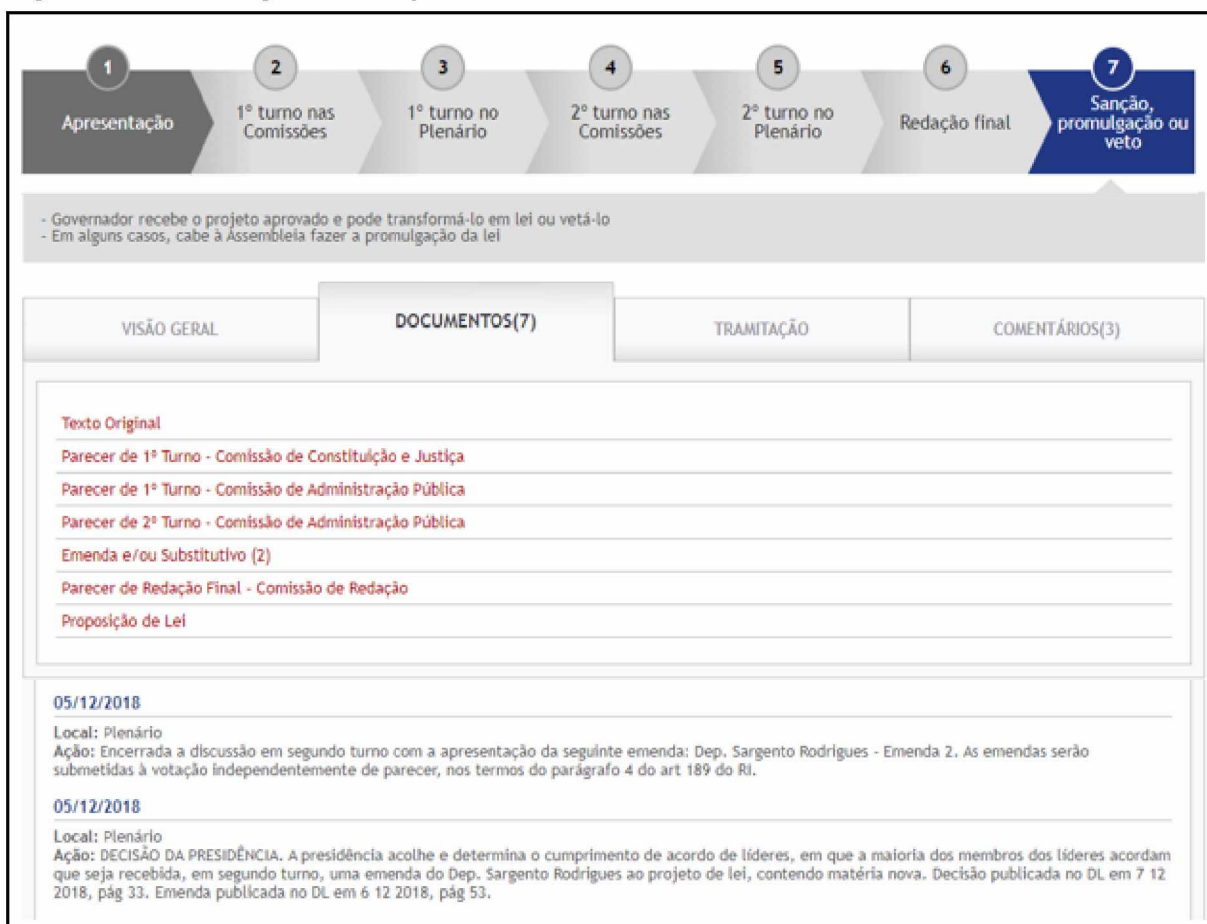 1
Apresentação
2
1º turno nas
Comissões
3
1º turno no
Plenário
4
2º turno nas
Comissões
5
2º turno no
Plenário
6
Redação final
7
Sanção,
promulgação ou
veto
- Governador recebe o projeto aprovado e pode transformá-lo em lei ou vetá-lo
- Em alguns casos, cabe à Assembleia fazer a promulgação da lei
VISÃO GERAL
DOCUMENTOS(7)
TRAMITAÇÃO
COMENTÁRIOS(3)
Texto Original
Parecer de 1º Turno - Comissão de Constituição e Justiça
Parecer de 1º Turno - Comissão de Administração Pública
Parecer de 2º Turno - Comissão de Administração Pública
Emenda e/ou Substitutivo (2)
Parecer de Redação Final - Comissão de Redação
Proposição de Lei
05/12/2018
Local: Plenário
Ação: Encerrada a discussão em segundo turno com a apresentação da seguinte emenda: Dep. Sargento Rodrigues - Emenda 2. As emendas serão
submetidas à votação independentemente de parecer, nos termos do parágrafo 4 do art 189 do RI.
05/12/2018
Local: Plenário
Ação: DECISÃO DA PRESIDÊNCIA. A presidência acolhe e determina o cumprimento de acordo de líderes, em que a maioria dos membros dos líderes acordam
que seja recebida, em segundo turno, uma emenda do Dep. Sargento Rodrigues ao projeto de lei, contendo matéria nova. Decisão publicada no DL em 7 12
2018, pág 33. Emenda publicada no DL em 6 12 2018, pág 53.